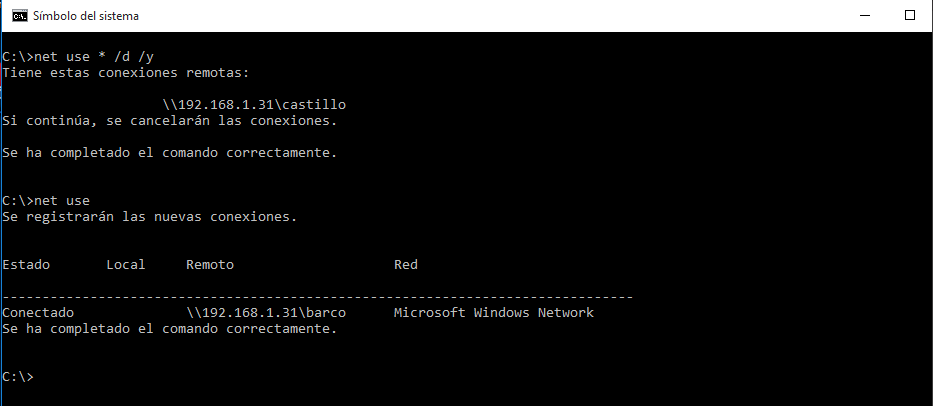 Símbolo del sistema
C:\>net use * /d /y
Tiene estas conexiones remotas:
\\192.168.1.31\castillo
Si continúa, se cancelarán las conexiones.
Se ha completado el comando correctamente.
C:\>net use
Se registrarán las nuevas conexiones.
Estado Local Remoto Red
-------------------------------------------------------------------------------
Conectado \\192.168.1.31\barco Microsoft Windows Network
Se ha completado el comando correctamente.
C:\>